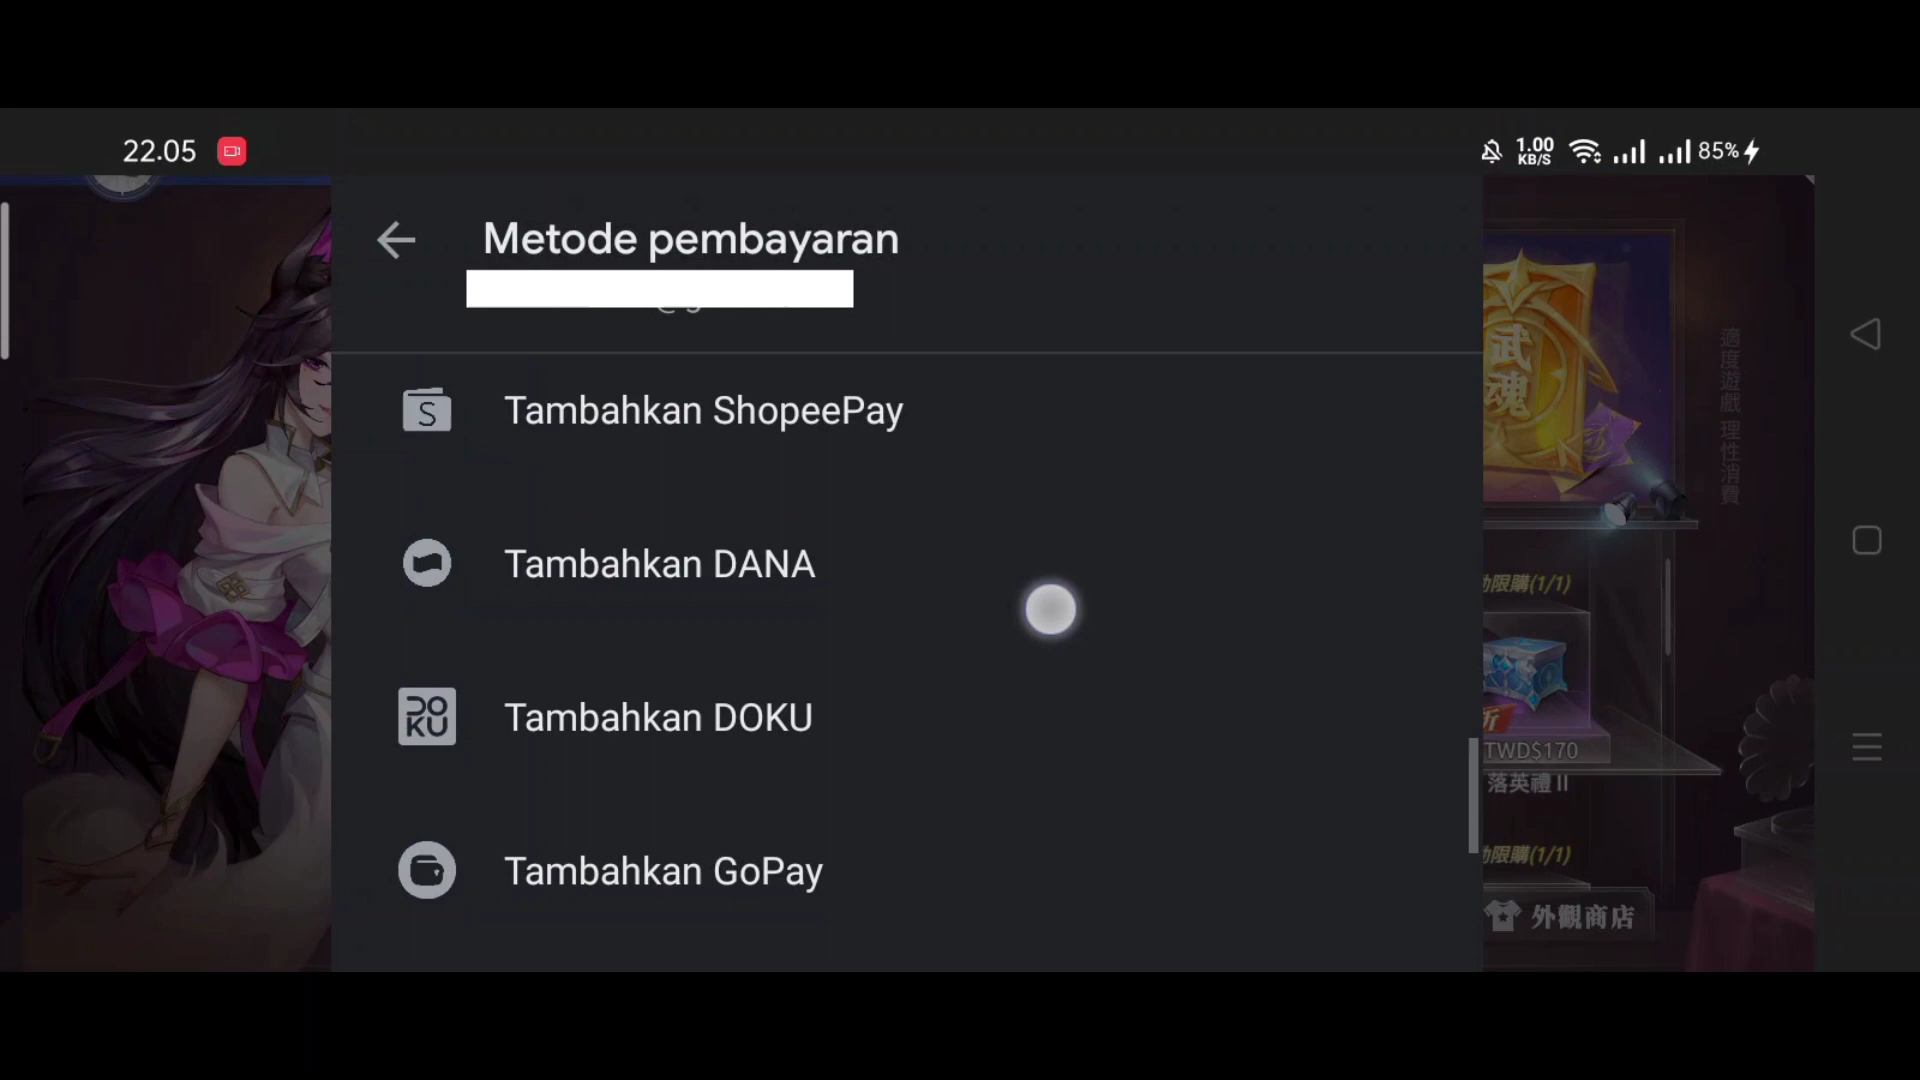 22.05
1.00
KB/S
85%
Metode pembayaran
S
Tambahkan ShopeePay
Tambahkan DANA
DO
KU
Tambahkan DOKU
Tambahkan GoPay
武
魂
適度遊戲 理性消費
限購(1/1)
折
TWD$170
落英禮 II
限購(1/1)
外觀商店